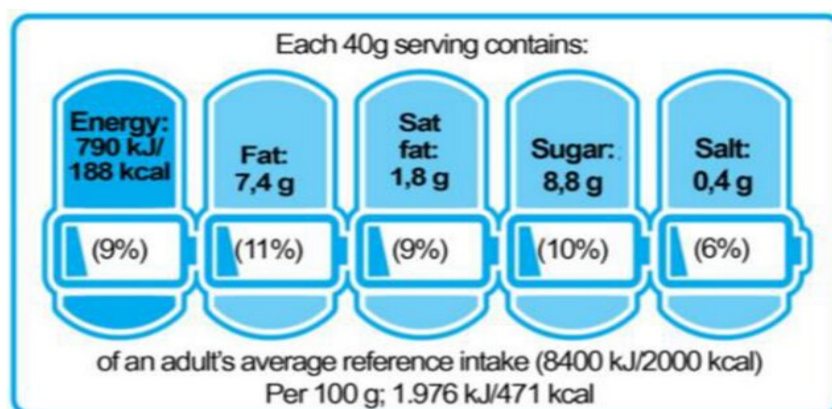 Each 40g serving contains:
Energy:
790 kJ/
188 kcal
(9%)
Fat:
7,4 g
(11%)
Sat
fat:
1,8 g
(9%)
Sugar:
8,8 g
(10%)
Salt:
0,4 g
(6%)
of an adult's average reference intake (8400 kJ/2000 kcal)
Per 100 g; 1.976 kJ/471 kcal